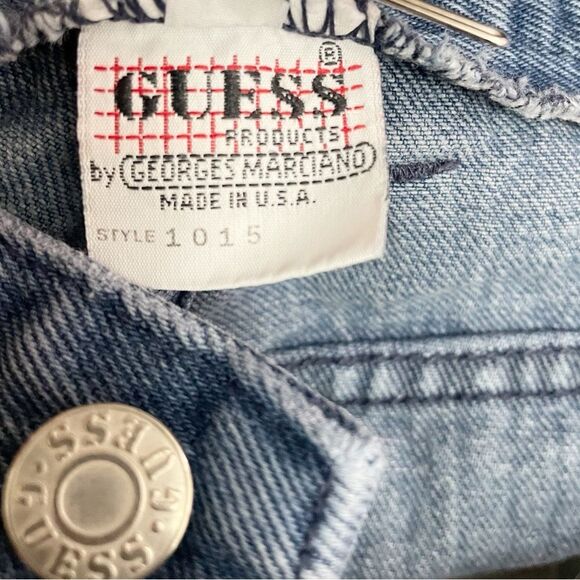 GUESS ®
PRODUCTS
by GEORGES MARCIANO
MADE IN U.S.A.
STYLE 1015
GUESS · GUESS ·